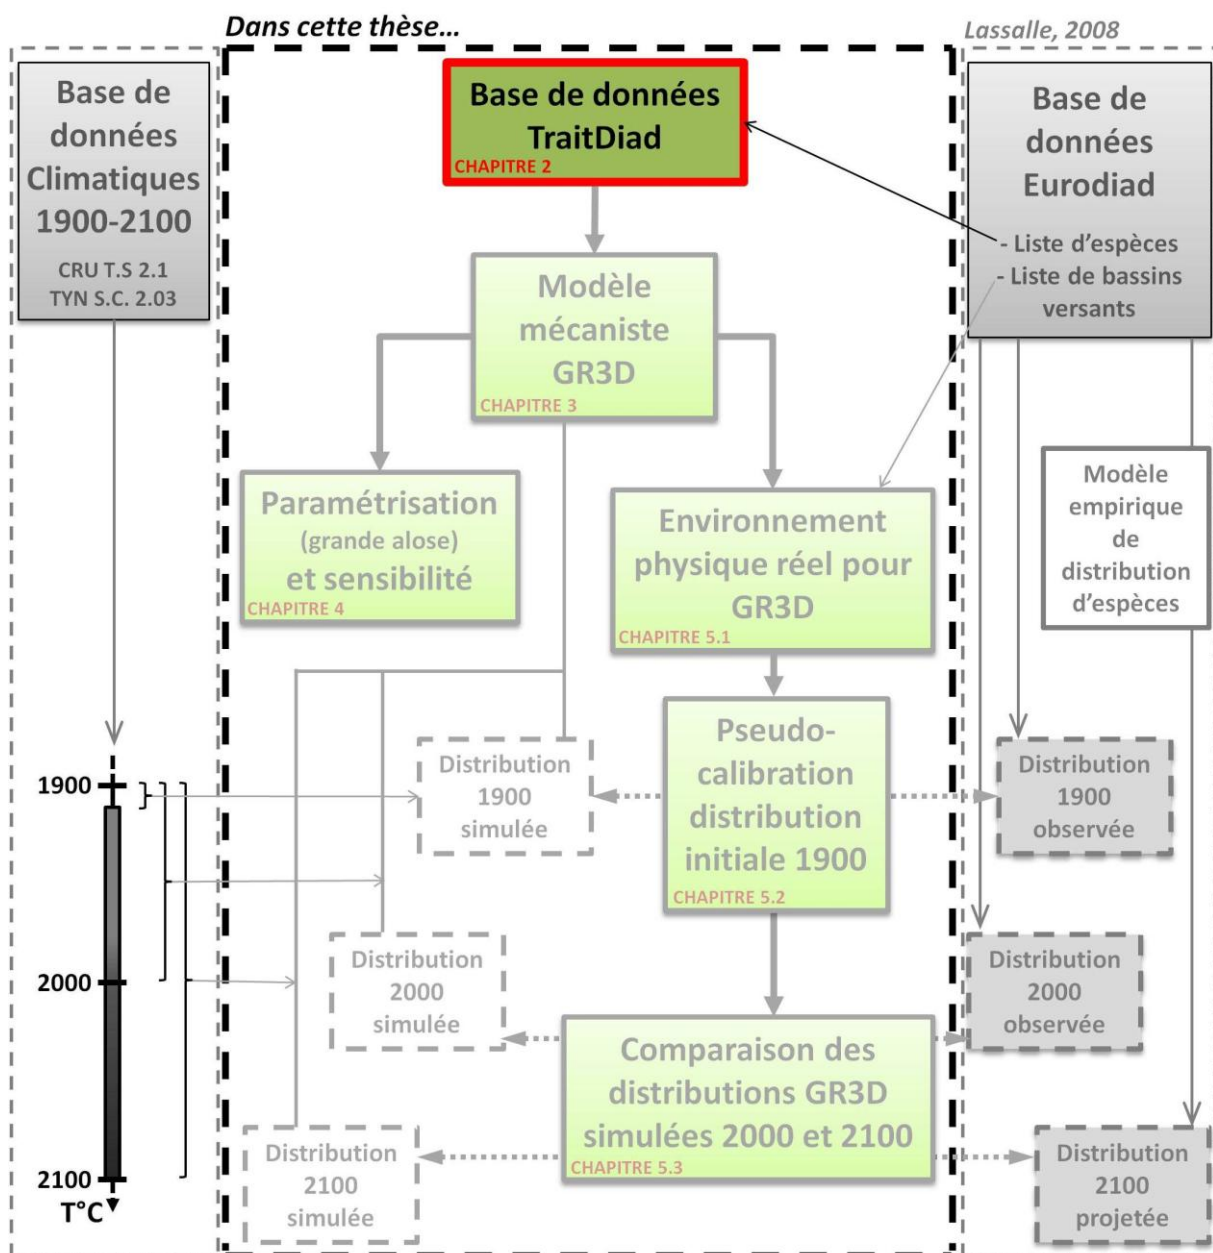 Dans cette thèse…
Lassalle, 2008
Base de
données
Climatiques
1900-2100
CRU T.S 2.1
TYN S.C. 2.03
Base de données
TraitDiad
CHAPITRE 2
Base de
données
Eurodiad
- Liste d’espèces
- Liste de bassins
versants
Modèle
mécaniste
GR3D
CHAPITRE 3
Paramétrisation
(grande alose)
et sensibilité
CHAPITRE 4
Environnement
physique réel pour
GR3D
CHAPITRE 5.1
Modèle
empirique
de
distribution
d’espèces
Pseudo-
calibration
distribution
initiale 1900
CHAPITRE 5.2
Distribution
1900
simulée
Distribution
1900
observée
1900
2000
2100
T°C
Distribution
2000
simulée
Distribution
2000
observée
Comparaison des
distributions GR3D
simulées 2000 et 2100
CHAPITRE 5.3
Distribution
2100
simulée
Distribution
2100
projetée